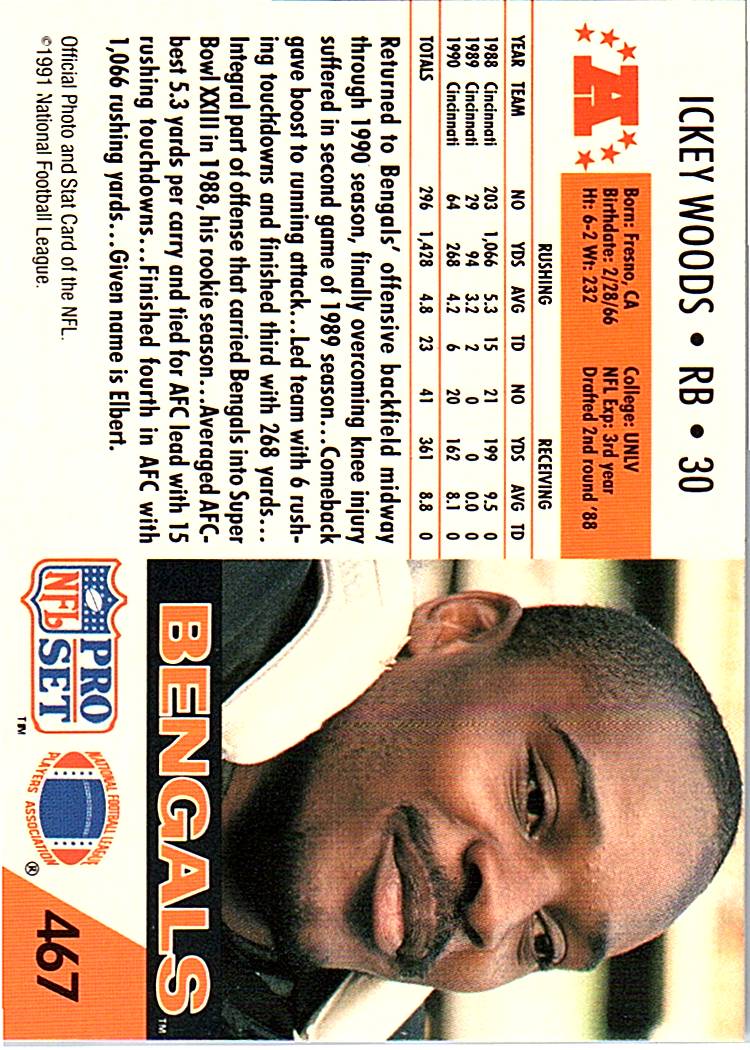 ICKEY WOODS • RB • 30
A
Born: Fresno, CA College: UNLV
Birthdate: 2/28/66 NFL Exp: 3rd year
Ht: 6-2 Wt: 232 Drafted 2nd round '88
RUSHING RECEIVING
YEAR TEAM NO YDS AVG TD NO YDS AVG TD
1988 Cincinnati 203 1,066 5.3 15 21 199 9.5 0
1989 Cincinnati 29 94 3.2 2 0 0 0.0 0
1990 Cincinnati 64 268 4.2 6 20 162 8.1 0
TOTALS 296 1,428 4.8 23 41 361 8.8 0
Returned to Bengals' offensive backfield midway
through 1990 season, finally overcoming knee injury
suffered in second game of 1989 season...Comeback
gave boost to running attack...Led team with 6 rush-
ing touchdowns and finished third with 268 yards...
Integral part of offense that carried Bengals into Super
Bowl XXIII in 1988, his rookie season...Averaged AFC-
best 5.3 yards per carry and tied for AFC lead with 15
rushing touchdowns...Finished fourth in AFC with
1,066 rushing yards...Given name is Elbert.
Official Photo and Stat Card of the NFL.
©1991 National Football League.
BENGALS™
NFL PRO SET™
NATIONAL FOOTBALL LEAGUE
PLAYERS ASSOCIATION ®
467